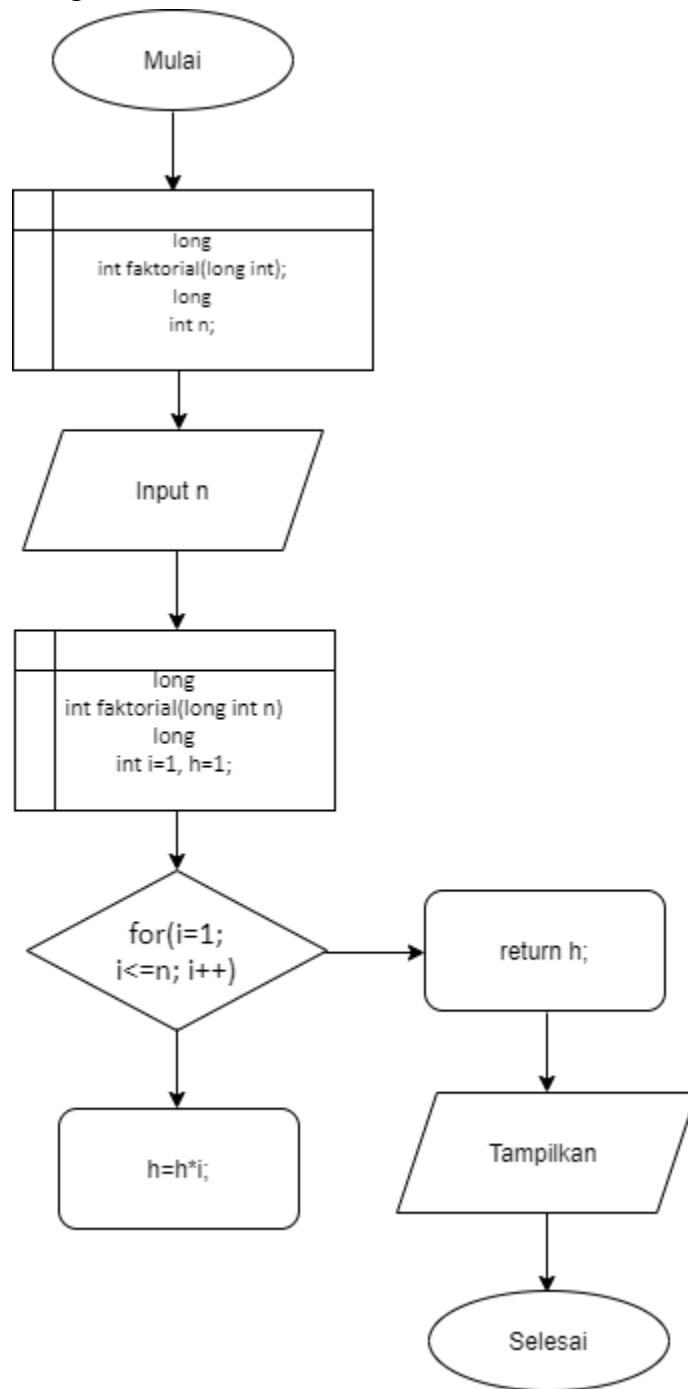 Mulai
long
int faktorial(long int);
long
int n;
Input n
long
int faktorial(long int n)
long
int i=1, h=1;
for(i=1;
i<=n; i++)
return h;
h=h*i;
Tampilkan
Selesai